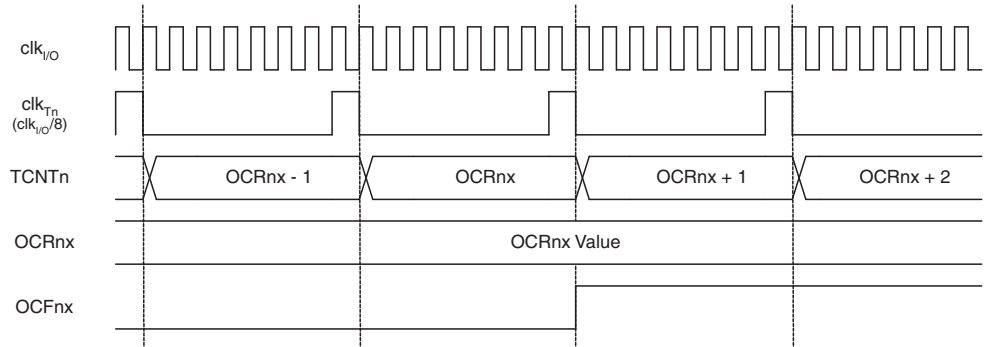 clkI/O
clkTn
(clkI/O/8)
TCNTn OCRnx - 1 OCRnx OCRnx + 1 OCRnx + 2
OCRnx OCRnx Value
OCFnx